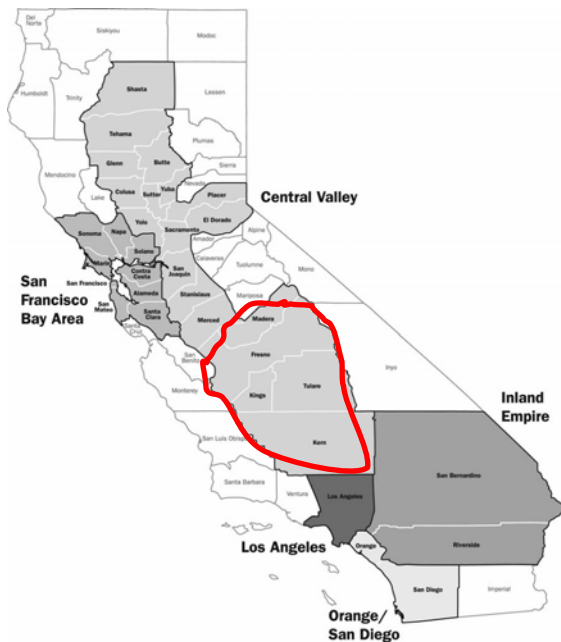 Del
Norte
Siskiyou
Modoc
Humboldt
Trinity
Shasta
Lassen
Tehama
Plumas
Mendocino
Glenn
Butte
Sierra
Lake
Colusa
Sutter
Yuba
Nevada
Placer
Central Valley
Sonoma
Napa
Yolo
Sacramento
El Dorado
Alpine
Amador
Solano
Marin
Calaveras
Tuolumne
Mono
San
Francisco
Bay Area
San Francisco
Contra
Costa
San
Joaquin
Alameda
San
Mateo
Santa
Clara
Stanislaus
Mariposa
Santa
Cruz
Merced
Madera
San
Benito
Fresno
Monterey
Kings
Tulare
Inyo
Inland
Empire
San Luis Obispo
Kern
San Bernardino
Santa Barbara
Ventura
Los Angeles
Los Angeles
Orange
Riverside
San Diego
Imperial
Orange/
San Diego